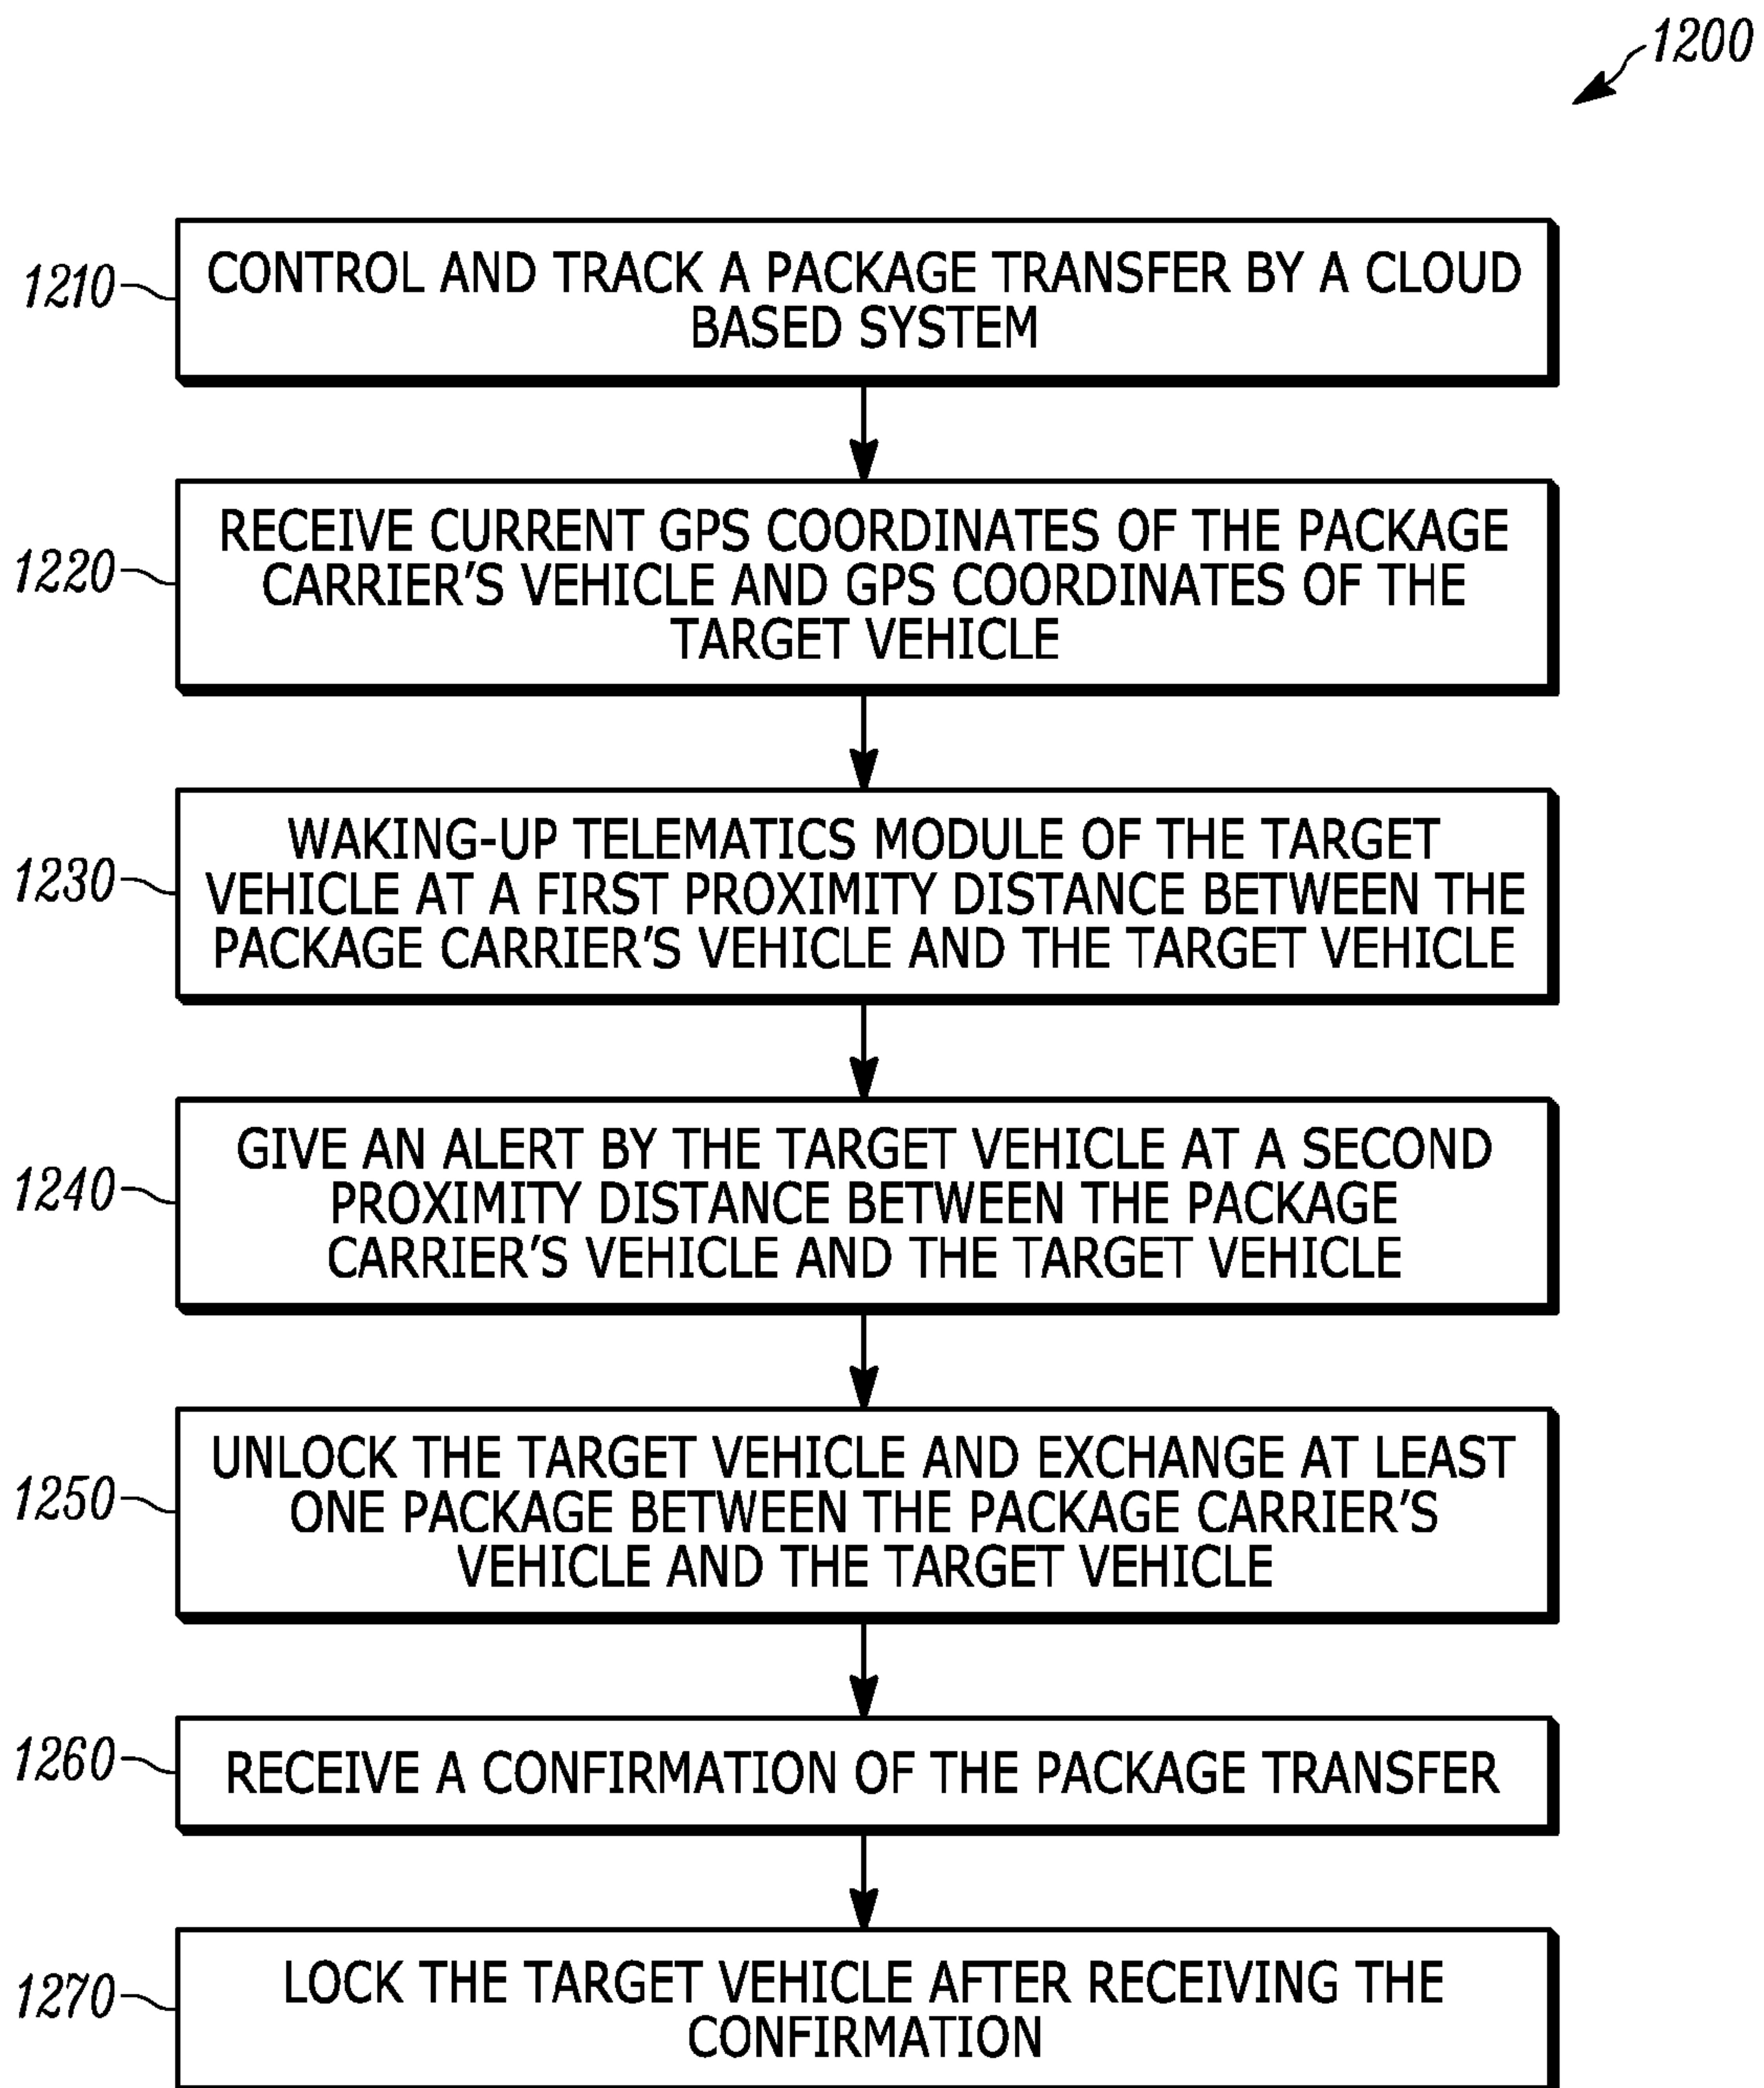 1200
1210
CONTROL AND TRACK A PACKAGE TRANSFER BY A CLOUD
BASED SYSTEM
1220
RECEIVE CURRENT GPS COORDINATES OF THE PACKAGE
CARRIER'S VEHICLE AND GPS COORDINATES OF THE
TARGET VEHICLE
1230
WAKING-UP TELEMATICS MODULE OF THE TARGET
VEHICLE AT A FIRST PROXIMITY DISTANCE BETWEEN THE
PACKAGE CARRIER'S VEHICLE AND THE TARGET VEHICLE
1240
GIVE AN ALERT BY THE TARGET VEHICLE AT A SECOND
PROXIMITY DISTANCE BETWEEN THE PACKAGE
CARRIER'S VEHICLE AND THE TARGET VEHICLE
1250
UNLOCK THE TARGET VEHICLE AND EXCHANGE AT LEAST
ONE PACKAGE BETWEEN THE PACKAGE CARRIER'S
VEHICLE AND THE TARGET VEHICLE
1260
RECEIVE A CONFIRMATION OF THE PACKAGE TRANSFER
1270
LOCK THE TARGET VEHICLE AFTER RECEIVING THE
CONFIRMATION